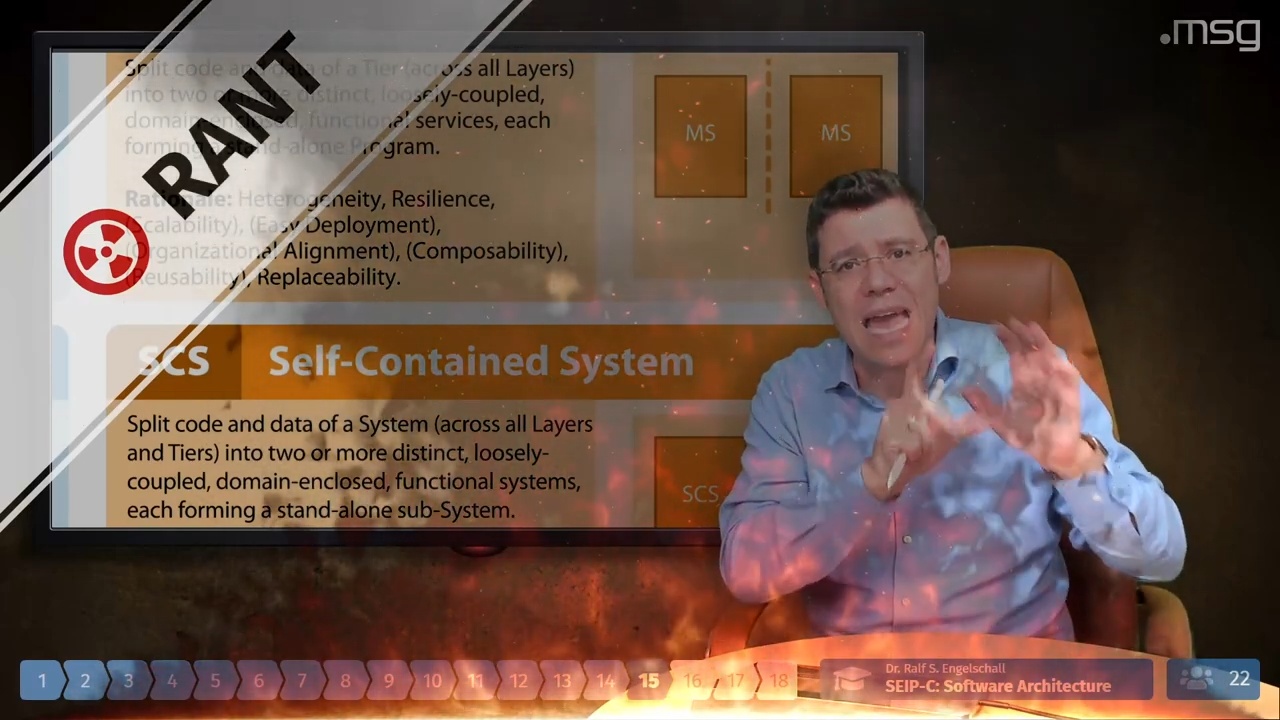 .msg
RANT
Split code and data of a Tier (across all Layers)
into two or more distinct, loosely-coupled,
domain-enclosed, functional services, each
forming a stand-alone Program.
Rationale: Heterogeneity, Resilience,
(Scalability), (Easy Deployment),
(Organizational Alignment), (Composability),
(Reusability), Replaceability.
MS
MS
SCS
Self-Contained System
Split code and data of a System (across all Layers
and Tiers) into two or more distinct, loosely-
coupled, domain-enclosed, functional systems,
each forming a stand-alone sub-System.
SCS
1 2 3 4 5 6 7 8 9 10 11 12 13 14 15 16 17 18
Dr. Ralf S. Engelschall
SEIP-C: Software Architecture
22